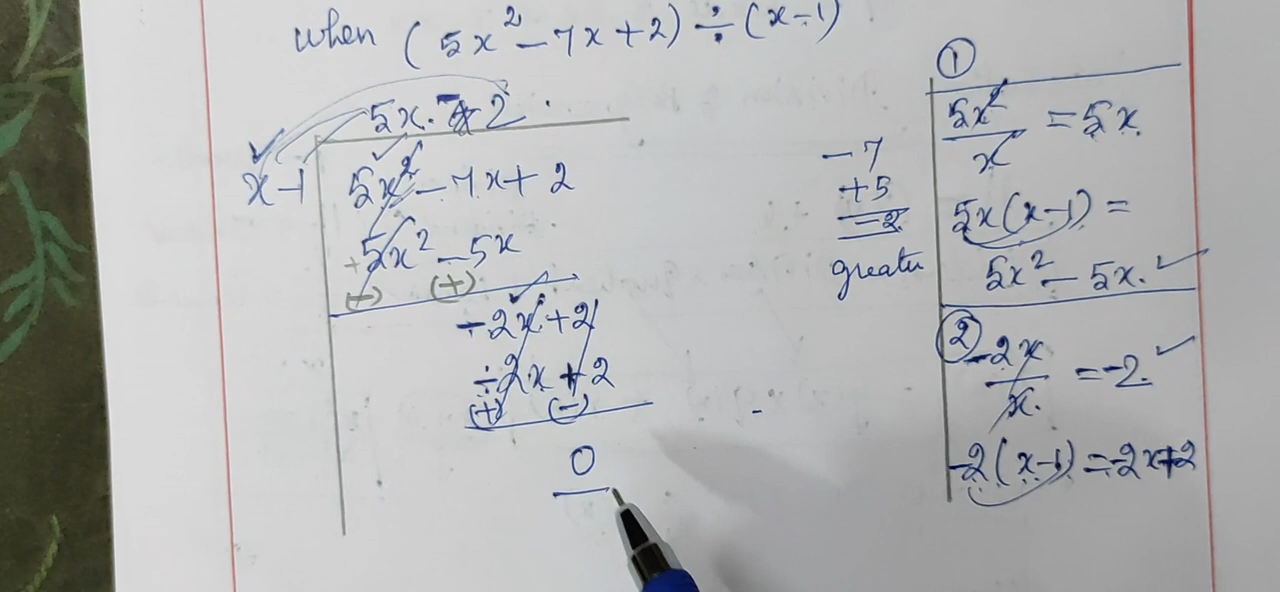 when (5x² - 7x + 2) ÷ (x - 1)
5x - 2
x - 1
5x² - 7x + 2
5x² - 5x
(-) (+)
- 2x + 2
- 2x + 2
(+) (-)
0
- 7
+ 5
- 2
greater
①
5x²/x = 5x
5x(x - 1) =
5x² - 5x ✓
②
-2x/x = -2 ✓
-2(x - 1) = -2x + 2